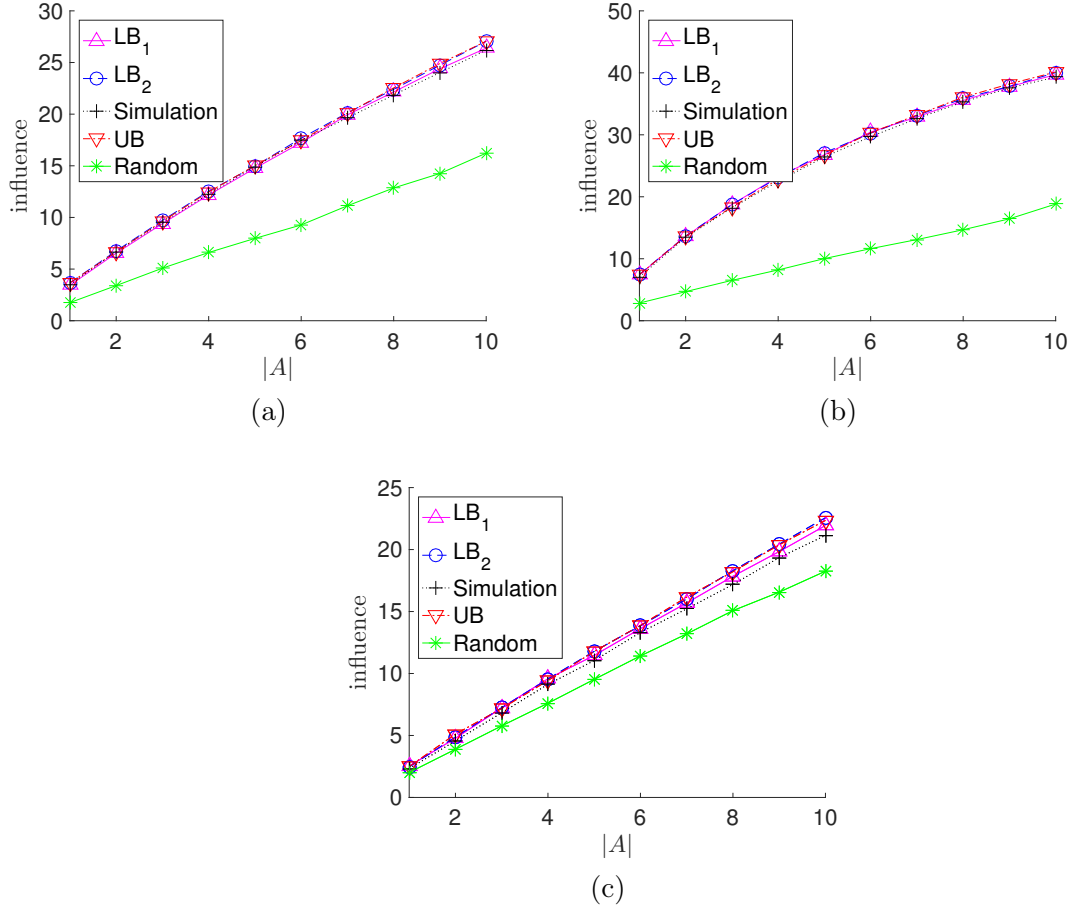 30
25
20
15
10
5
0
influence
LB1
LB2
Simulation
UB
Random
2 4 6 8 10
|A|
(a)
50
40
30
20
10
0
influence
LB1
LB2
Simulation
UB
Random
2 4 6 8 10
|A|
(b)
25
20
15
10
5
0
influence
LB1
LB2
Simulation
UB
Random
2 4 6 8 10
|A|
(c)